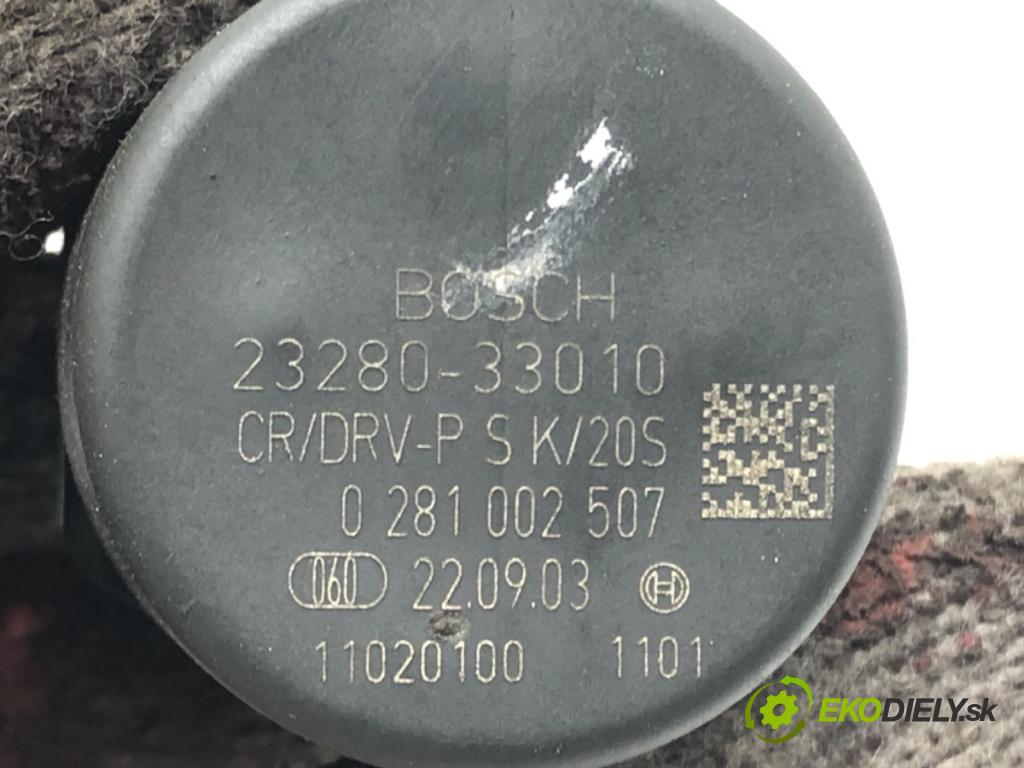 BOSCH
23280-33010
CR/DRV-P S K/20S
0 281 002 507
060 22.09.03 H
11020100 1101
EKODIELY.sk